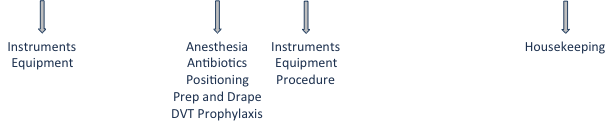 Instruments
Equipment
Anesthesia
Antibiotics
Positioning
Prep and Drape
DVT Prophylaxis
Instruments
Equipment
Procedure
Housekeeping